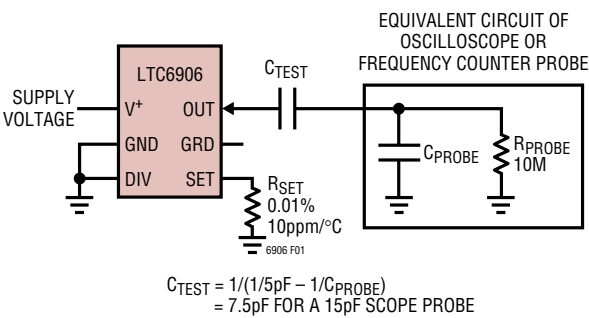 EQUIVALENT CIRCUIT OF
OSCILLOSCOPE OR
FREQUENCY COUNTER PROBE
LTC6906
CTEST
SUPPLY
VOLTAGE
V+
OUT
GND
GRD
DIV
SET
CPROBE
RPROBE
10M
RSET
0.01%
10ppm/°C
6906 F01
CTEST = 1/(1/5pF – 1/CPROBE)
= 7.5pF FOR A 15pF SCOPE PROBE